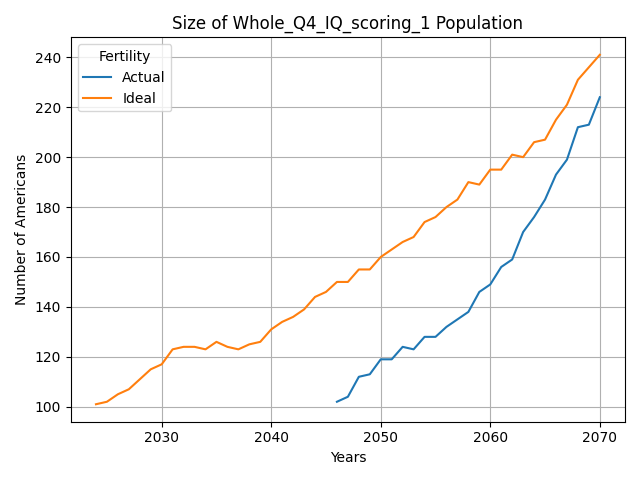 Size of Whole_Q4_IQ_scoring_1 Population
Fertility
Actual
Ideal
Number of Americans
240
220
200
180
160
140
120
100
2030 2040 2050 2060 2070
Years